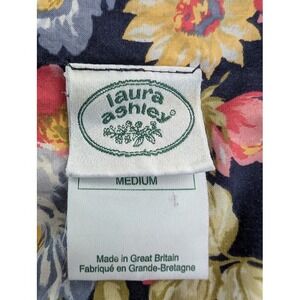 laura
ashley
MEDIUM
Made in Great Britain
Fabriqué en Grande-Bretagne